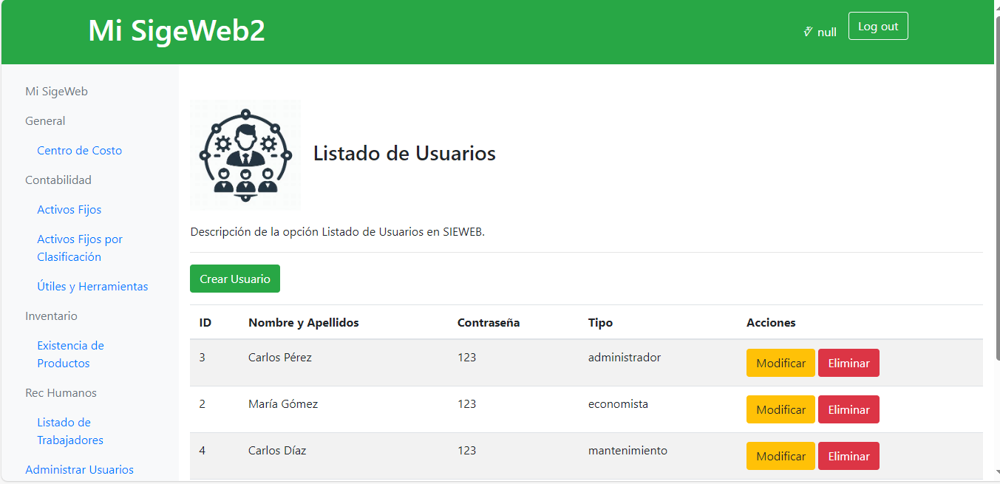 Mi SigeWeb2
null
Log out
Mi SigeWeb
General
Centro de Costo
Contabilidad
Activos Fijos
Activos Fijos por
Clasificación
Útiles y Herramientas
Inventario
Existencia de
Productos
Rec Humanos
Listado de
Trabajadores
Administrar Usuarios
Listado de Usuarios
Descripción de la opción Listado de Usuarios en SIEWEB.
Crear Usuario
ID Nombre y Apellidos Contraseña Tipo Acciones
3 Carlos Pérez 123 administrador Modificar Eliminar
2 María Gómez 123 economista Modificar Eliminar
4 Carlos Díaz 123 mantenimiento Modificar Eliminar